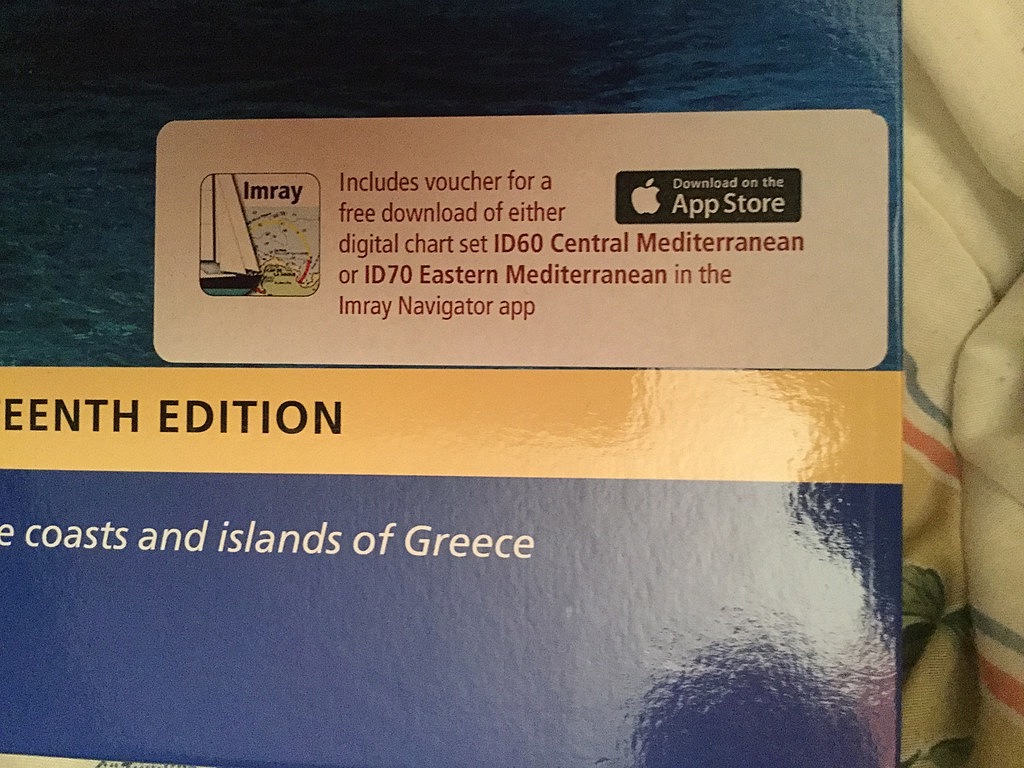 Imray
Includes voucher for a
free download of either
digital chart set ID60 Central Mediterranean
or ID70 Eastern Mediterranean in the
Imray Navigator app
Download on the
App Store
TEENTH EDITION
e coasts and islands of Greece